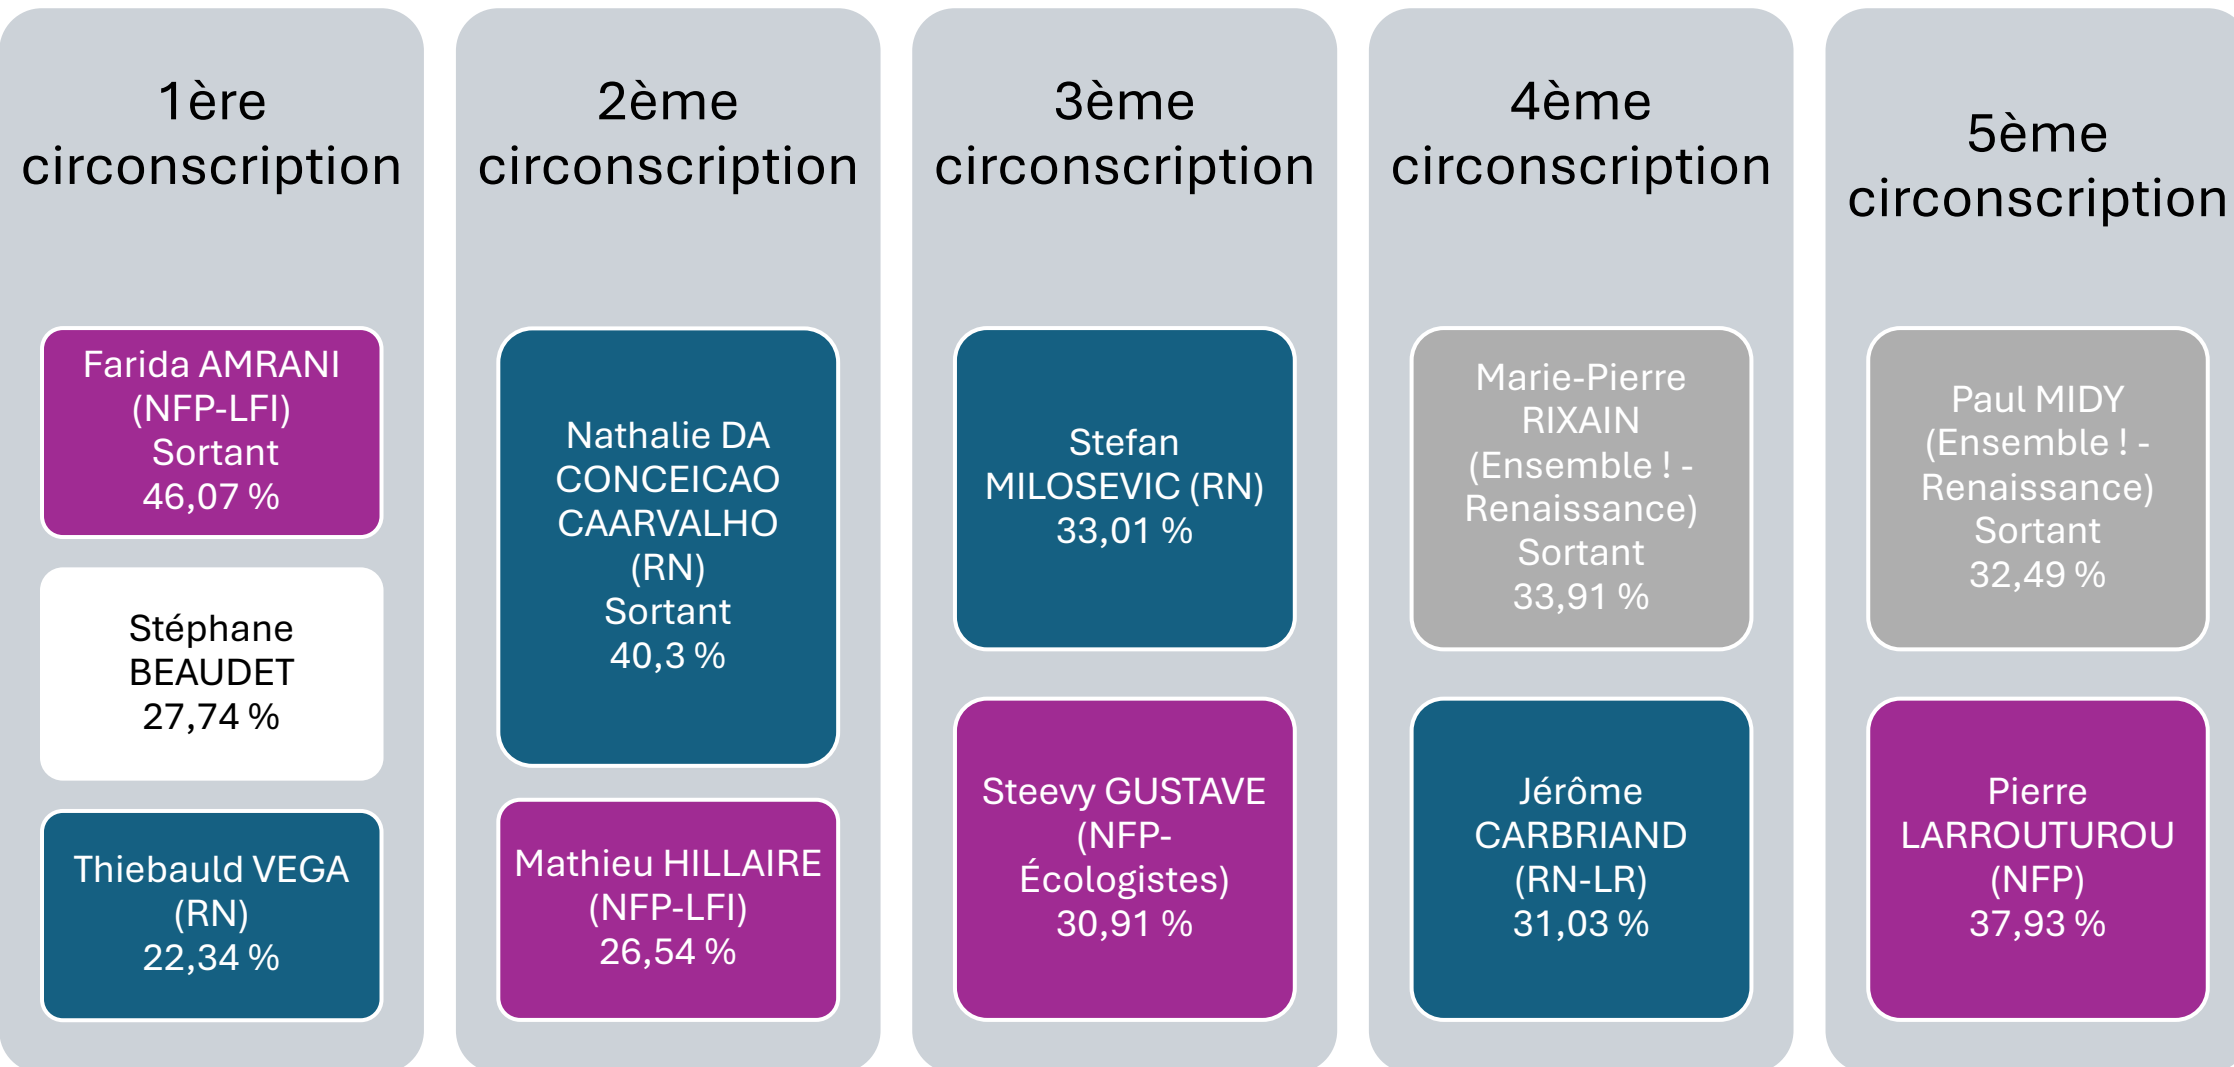 1ère
circonscription
Farida AMRANI
(NFP-LFI)
Sortant
46,07 %
Stéphane
BEAUDET
27,74 %
Thiebauld VEGA
(RN)
22,34 %
2ème
circonscription
Nathalie DA
CONCEICAO
CAARVALHO
(RN)
Sortant
40,3 %
Mathieu HILLAIRE
(NFP-LFI)
26,54 %
3ème
circonscription
Stefan
MILOSEVIC (RN)
33,01 %
Steevy GUSTAVE
(NFP-
Écologistes)
30,91 %
4ème
circonscription
Marie-Pierre
RIXAIN
(Ensemble ! -
Renaissance)
Sortant
33,91 %
Jérôme
CARBRIAND
(RN-LR)
31,03 %
5ème
circonscription
Paul MIDY
(Ensemble ! -
Renaissance)
Sortant
32,49 %
Pierre
LARROUTUROU
(NFP)
37,93 %